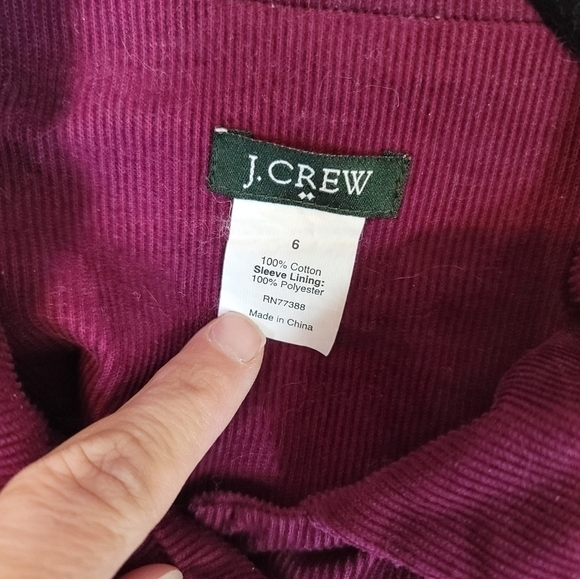 J.CREW
6
100% Cotton
Sleeve Lining:
100% Polyester
RN77388
Made in China